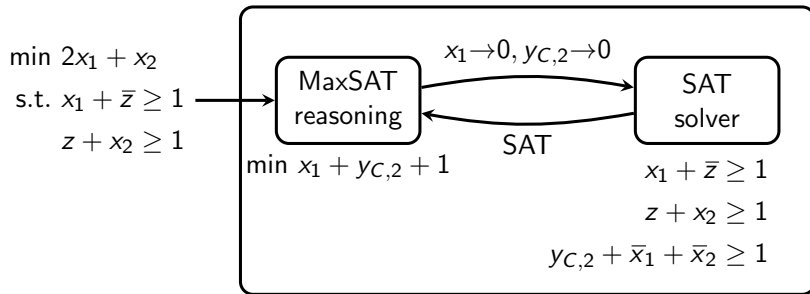 min 2x₁ + x₂
s.t. x₁ + z̄ ≥ 1
z + x₂ ≥ 1
MaxSAT
reasoning
min x₁ + y_{C,2} + 1
x₁→0, y_{C,2}→0
SAT
SAT
solver
x₁ + z̄ ≥ 1
z + x₂ ≥ 1
y_{C,2} + x̄₁ + x̄₂ ≥ 1